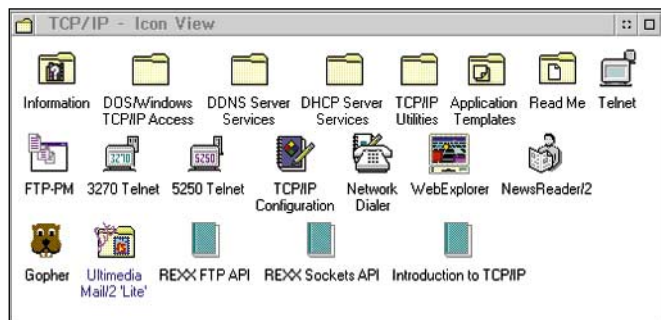 TCP/IP - Icon View
Information DOS/Windows TCP/IP Access DDNS Server Services DHCP Server Services TCP/IP Utilities Application Templates Read Me Telnet
3270 5250
FTP-PM 3270 Telnet 5250 Telnet TCP/IP Configuration Network Dialer WebExplorer NewsReader/2
Gopher Ultimedia Mail/2 'Lite' REXX FTP API REXX Sockets API Introduction to TCP/IP